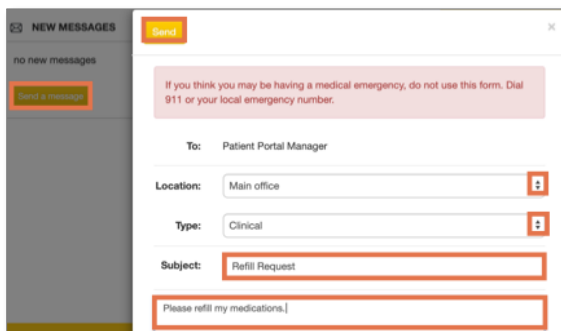 NEW MESSAGES
no new messages
Send a message
Send
×
If you think you may be having a medical emergency, do not use this form. Dial
911 or your local emergency number.
To: Patient Portal Manager
Location: Main office
Type: Clinical
Subject: Refill Request
Please refill my medications.